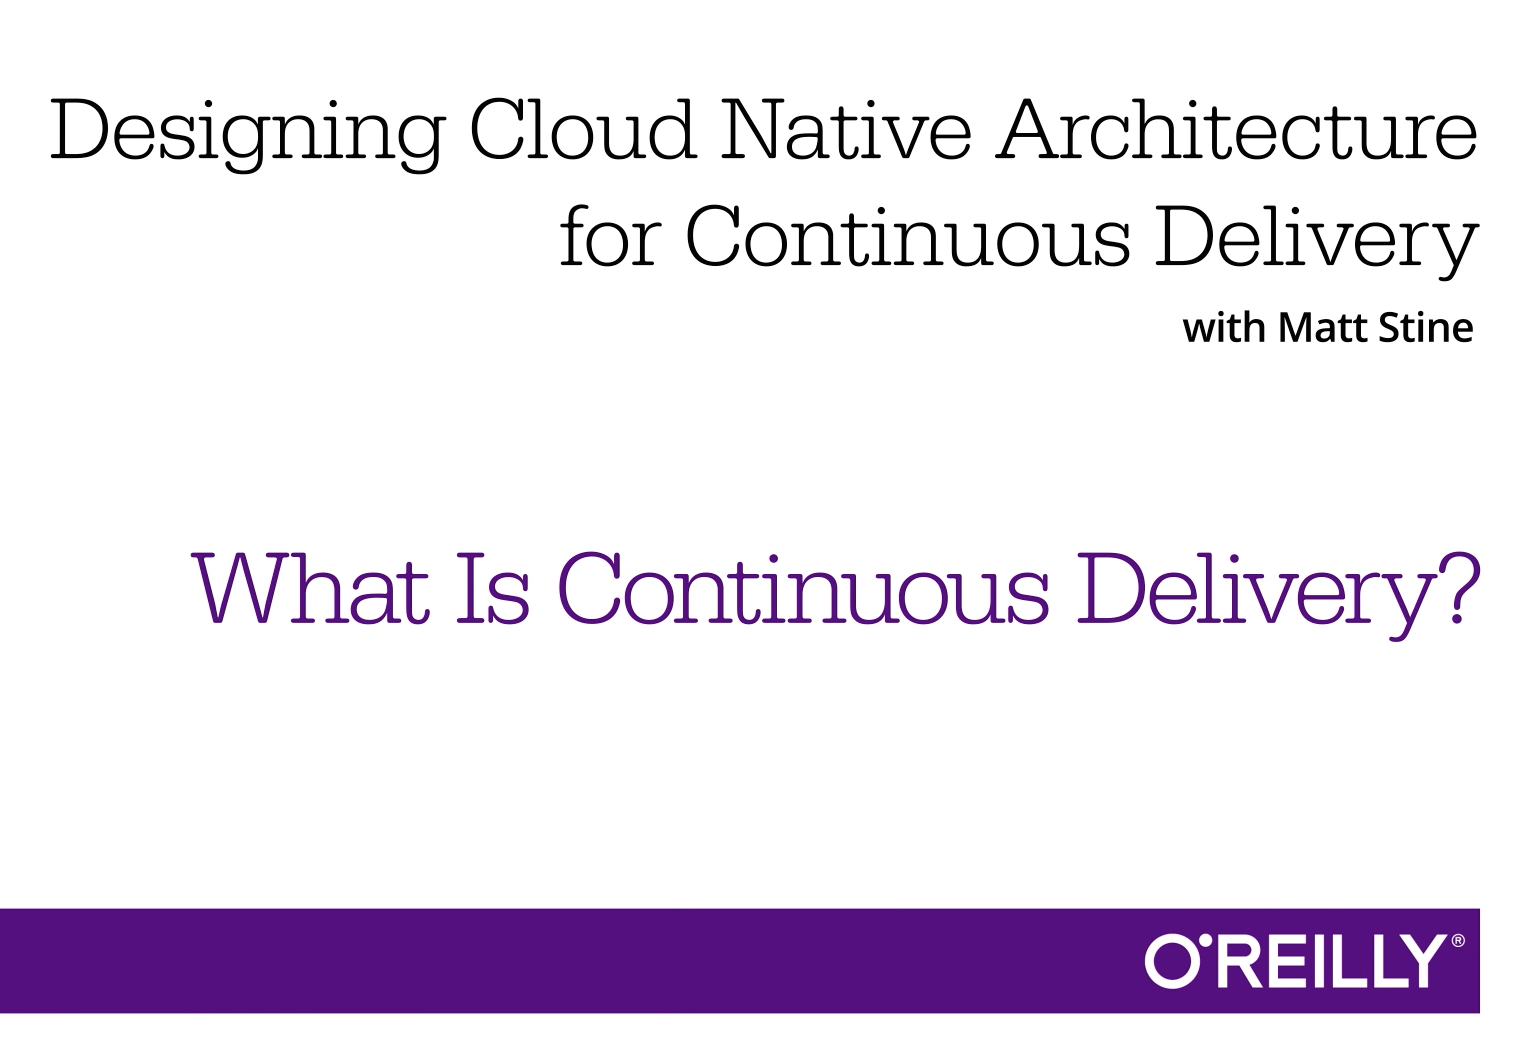 Designing Cloud Native Architecture
for Continuous Delivery
with Matt Stine
What Is Continuous Delivery?
O'REILLY®